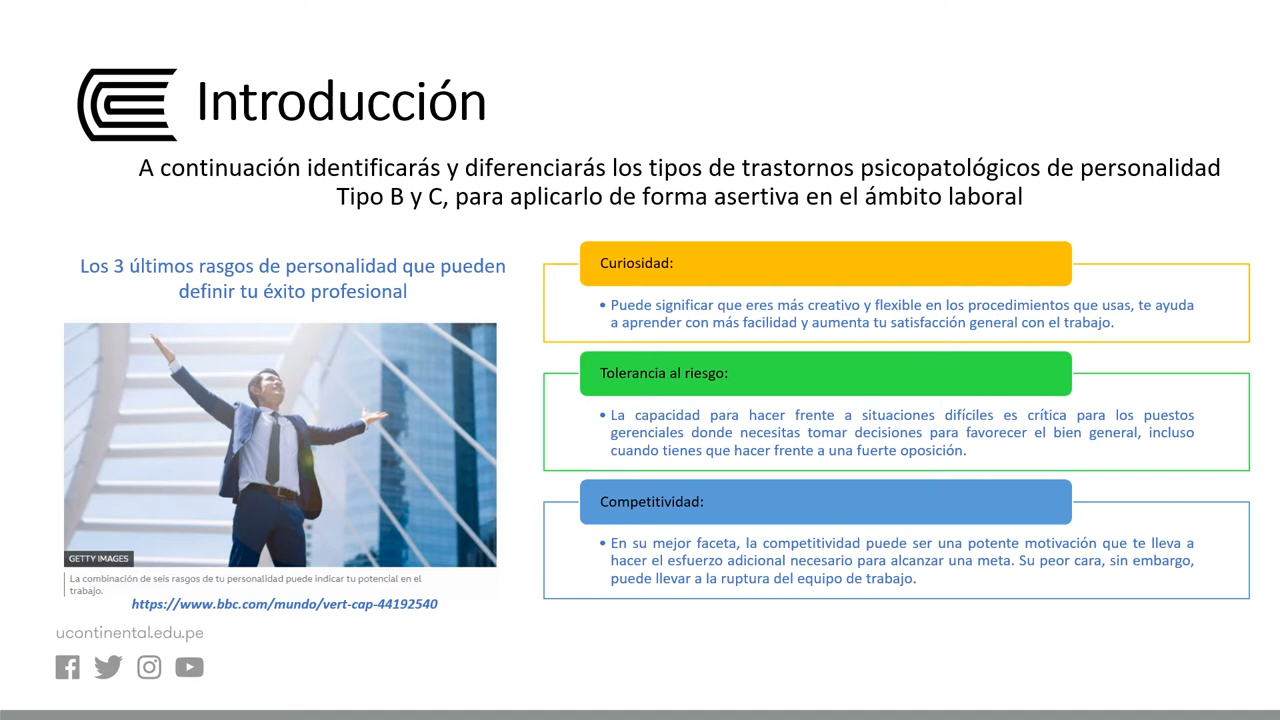 Introducción
A continuación identificarás y diferenciarás los tipos de trastornos psicopatológicos de personalidad
Tipo B y C, para aplicarlo de forma asertiva en el ámbito laboral
Los 3 últimos rasgos de personalidad que pueden
definir tu éxito profesional
GETTY IMAGES
La combinación de seis rasgos de tu personalidad puede indicar tu potencial en el
trabajo.
https://www.bbc.com/mundo/vert-cap-44192540
Curiosidad:
• Puede significar que eres más creativo y flexible en los procedimientos que usas, te ayuda
a aprender con más facilidad y aumenta tu satisfacción general con el trabajo.
Tolerancia al riesgo:
• La capacidad para hacer frente a situaciones difíciles es crítica para los puestos
gerenciales donde necesitas tomar decisiones para favorecer el bien general, incluso
cuando tienes que hacer frente a una fuerte oposición.
Competitividad:
• En su mejor faceta, la competitividad puede ser una potente motivación que te lleva a
hacer el esfuerzo adicional necesario para alcanzar una meta. Su peor cara, sin embargo,
puede llevar a la ruptura del equipo de trabajo.
ucontinental.edu.pe